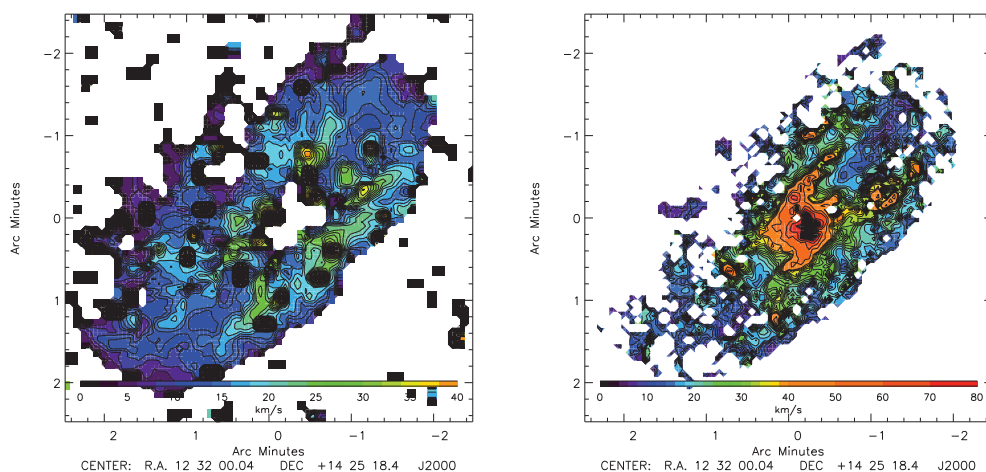 -2
-1
0
1
2
Arc Minutes
0 5 10 15 20 25 30 35 40
km/s
2 1 0 -1 -2
Arc Minutes
CENTER: R.A. 12 32 00.04 DEC +14 25 18.4 J2000
-2
-1
0
1
2
Arc Minutes
0 10 20 30 40 50 60 70 80
km/s
2 1 0 -1 -2
Arc Minutes
CENTER: R.A. 12 32 00.04 DEC +14 25 18.4 J2000